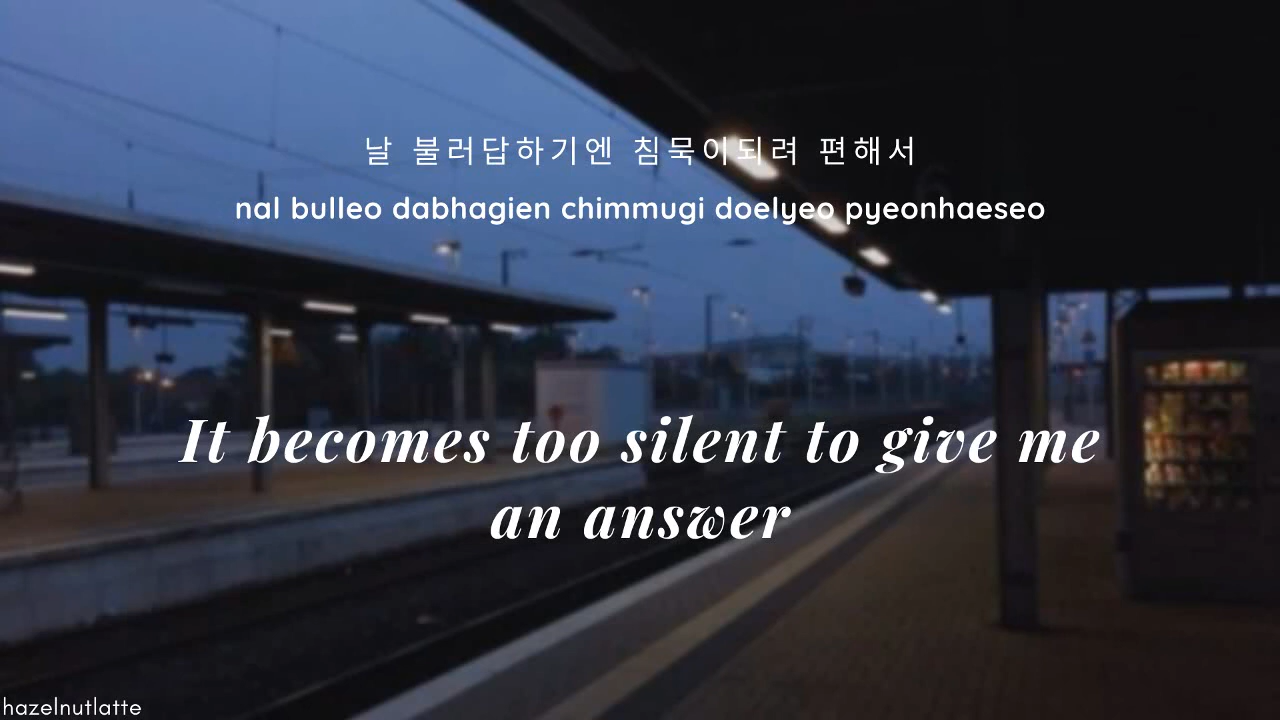 날 불러답하기엔 침묵이되려 편해서
nal bulleo dabhagien chimmugi doelyeo pyeonhaeseo
It becomes too silent to give me
an answer
hazelnutlatte